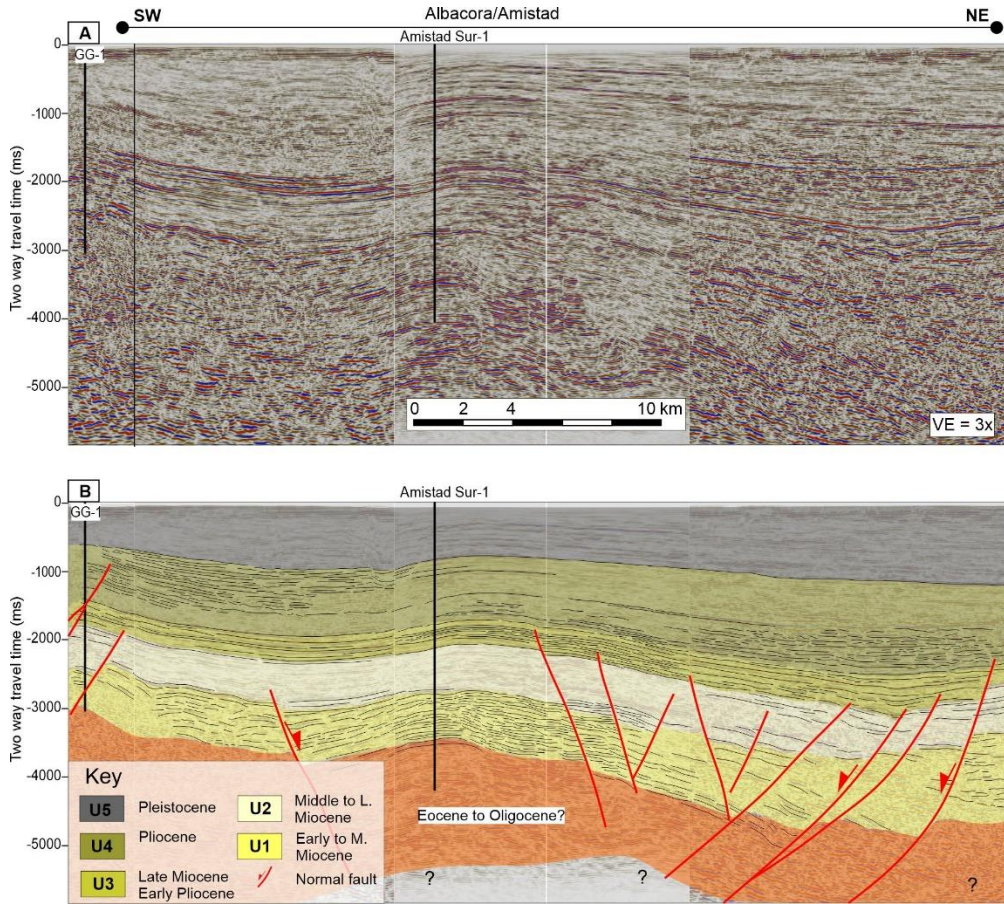 SW
Albacora/Amistad
NE
A
Amistad Sur-1
GG-1
0
-1000
-2000
-3000
-4000
-5000
Two way travel time (ms)
0 2 4 10 km
VE = 3x
B
Amistad Sur-1
GG-1
0
-1000
-2000
-3000
-4000
-5000
Two way travel time (ms)
Eocene to Oligocene?
Key
U5 Pleistocene
U4 Pliocene
U3 Late Miocene
Early Pliocene
U2 Middle to L.
Miocene
U1 Early to M.
Miocene
Normal fault
? ? ?